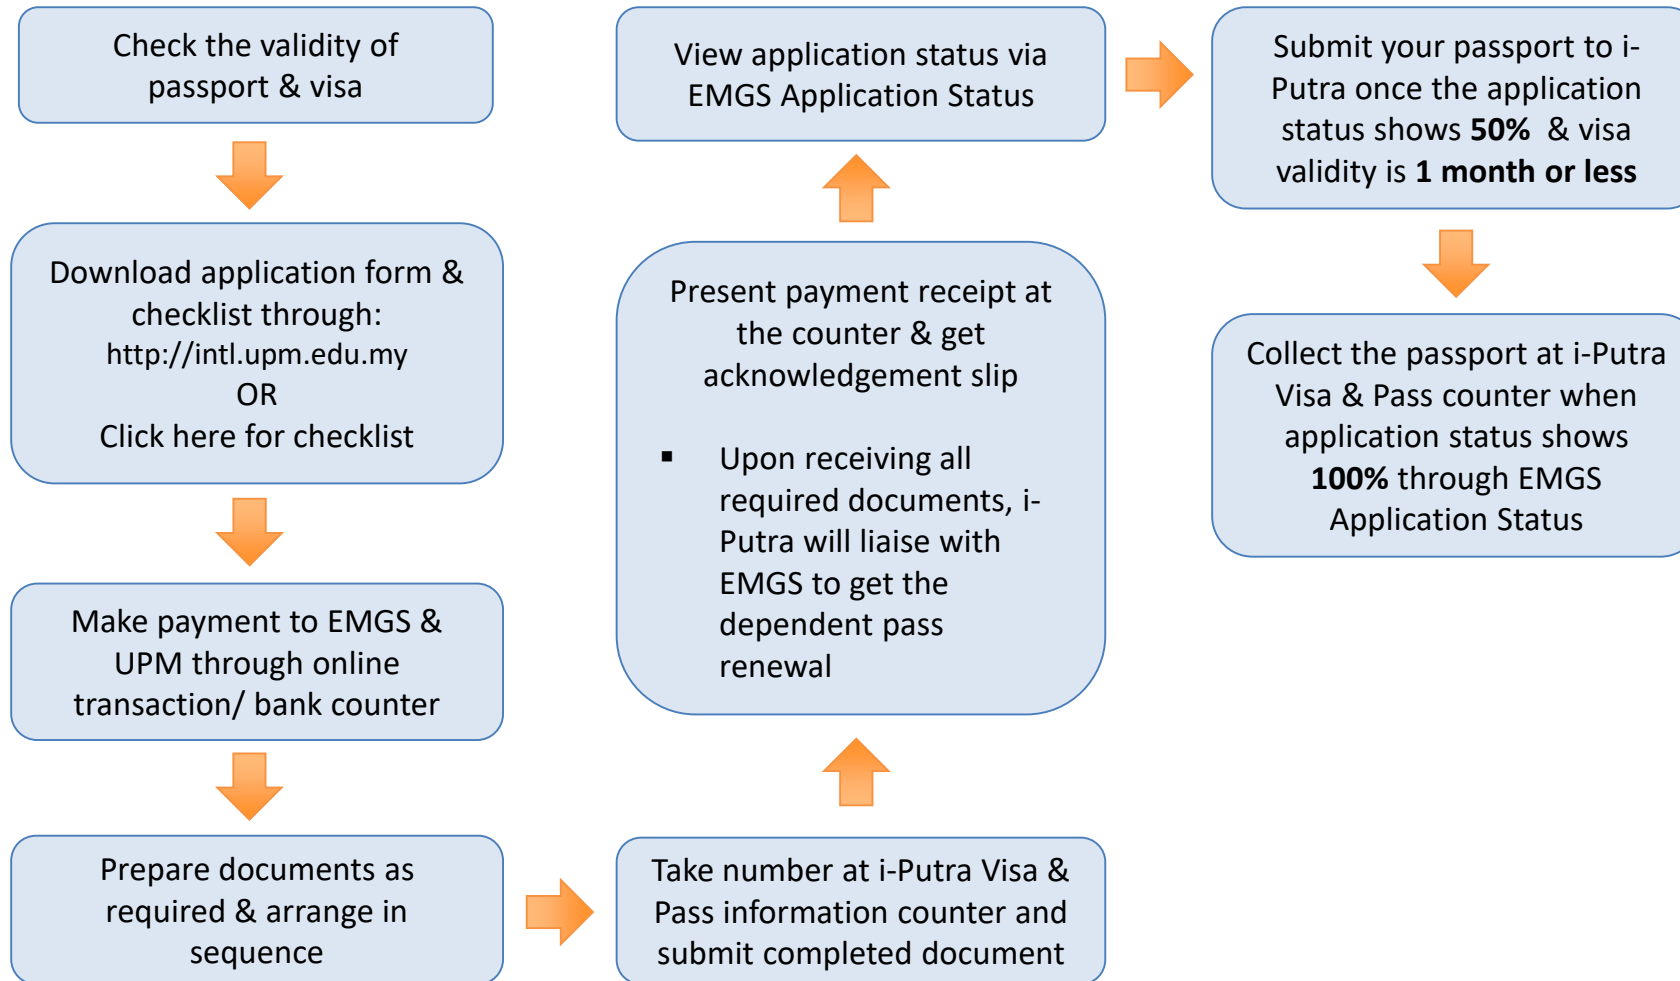 Check the validity of
passport & visa
Download application form &
checklist through:
http://intl.upm.edu.my
OR
Click here for checklist
Make payment to EMGS &
UPM through online
transaction/ bank counter
Prepare documents as
required & arrange in
sequence
Take number at i-Putra Visa &
Pass information counter and
submit completed document
Present payment receipt at
the counter & get
acknowledgement slip
▪ Upon receiving all
required documents, i-
Putra will liaise with
EMGS to get the
dependent pass
renewal
View application status via
EMGS Application Status
Submit your passport to i-
Putra once the application
status shows 50% & visa
validity is 1 month or less
Collect the passport at i-Putra
Visa & Pass counter when
application status shows
100% through EMGS
Application Status